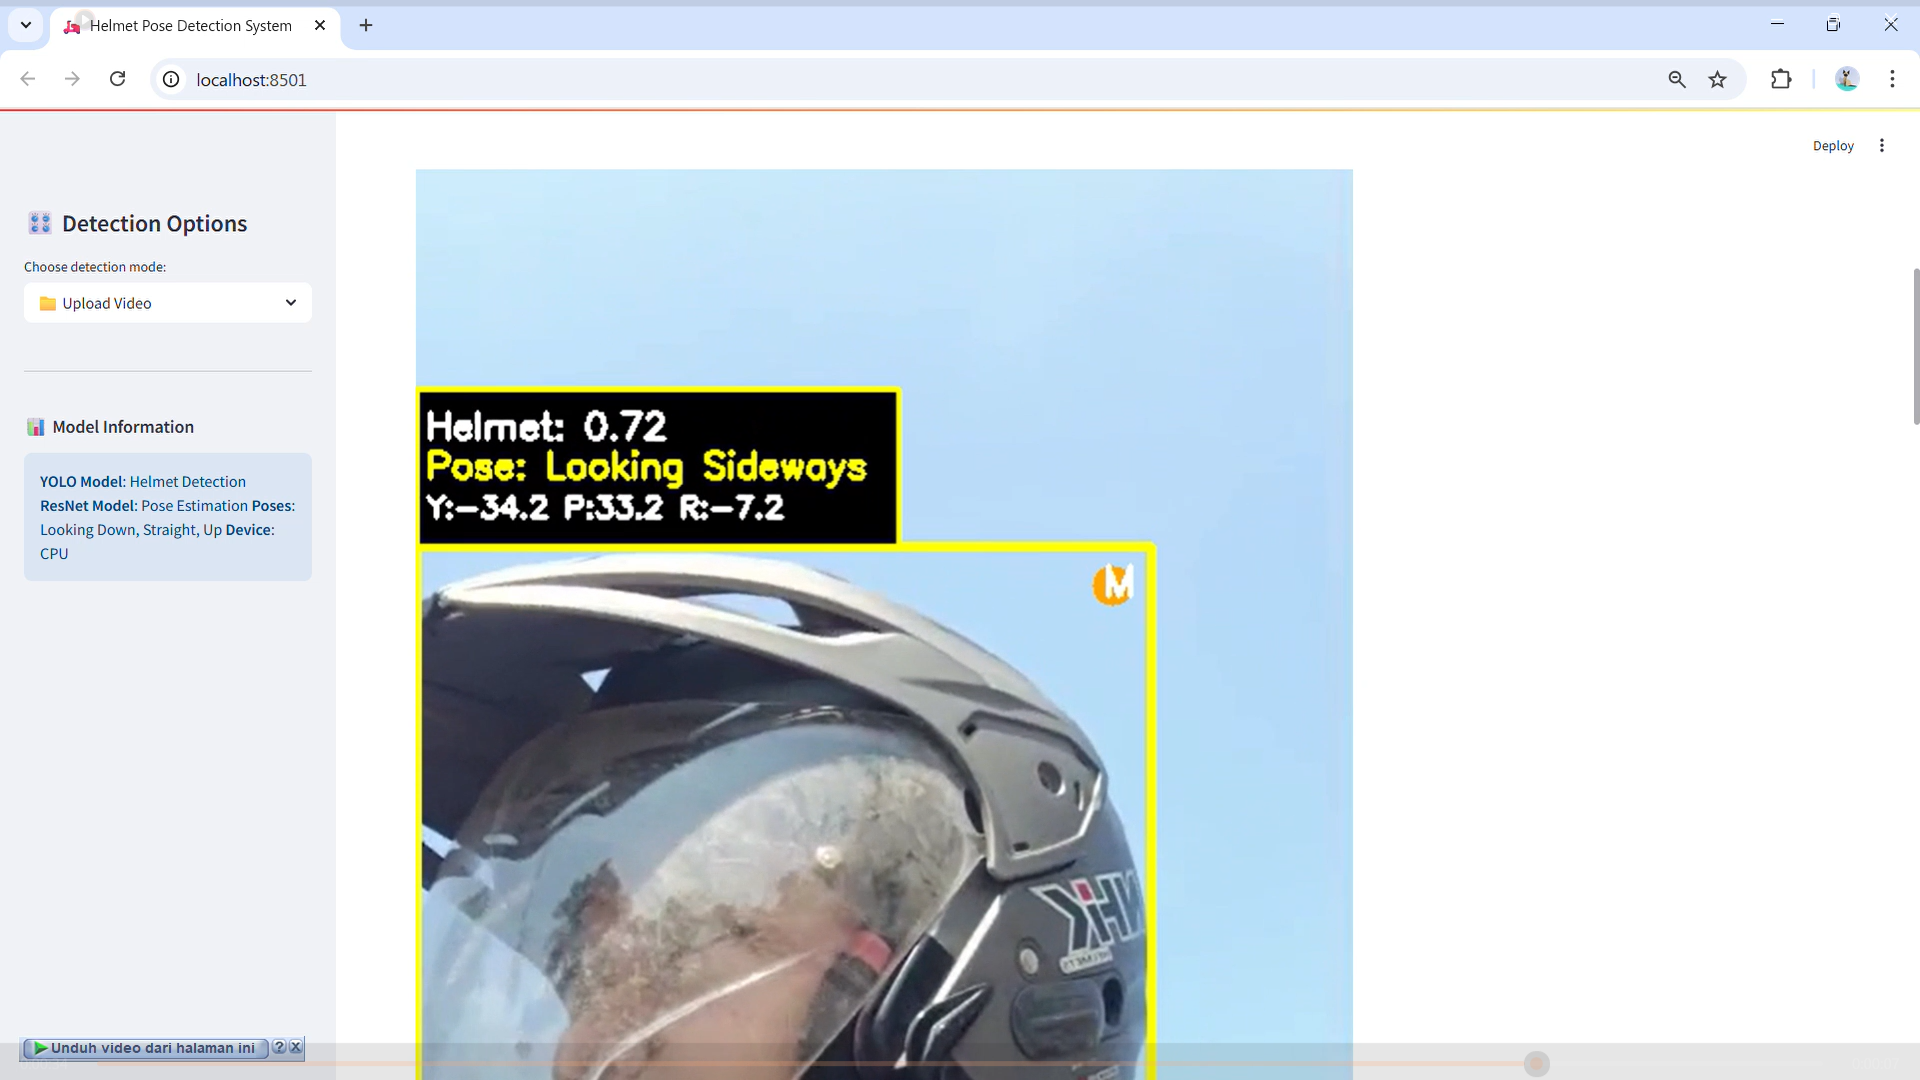 Helmet Pose Detection System
localhost:8501
Deploy
Detection Options
Choose detection mode:
Upload Video
Model Information
YOLO Model: Helmet Detection
ResNet Model: Pose Estimation Poses:
Looking Down, Straight, Up Device:
CPU
Helmet: 0.72
Pose: Looking Sideways
Y:-34.2 P:33.2 R:-7.2
M
NHK
Unduh video dari halaman ini